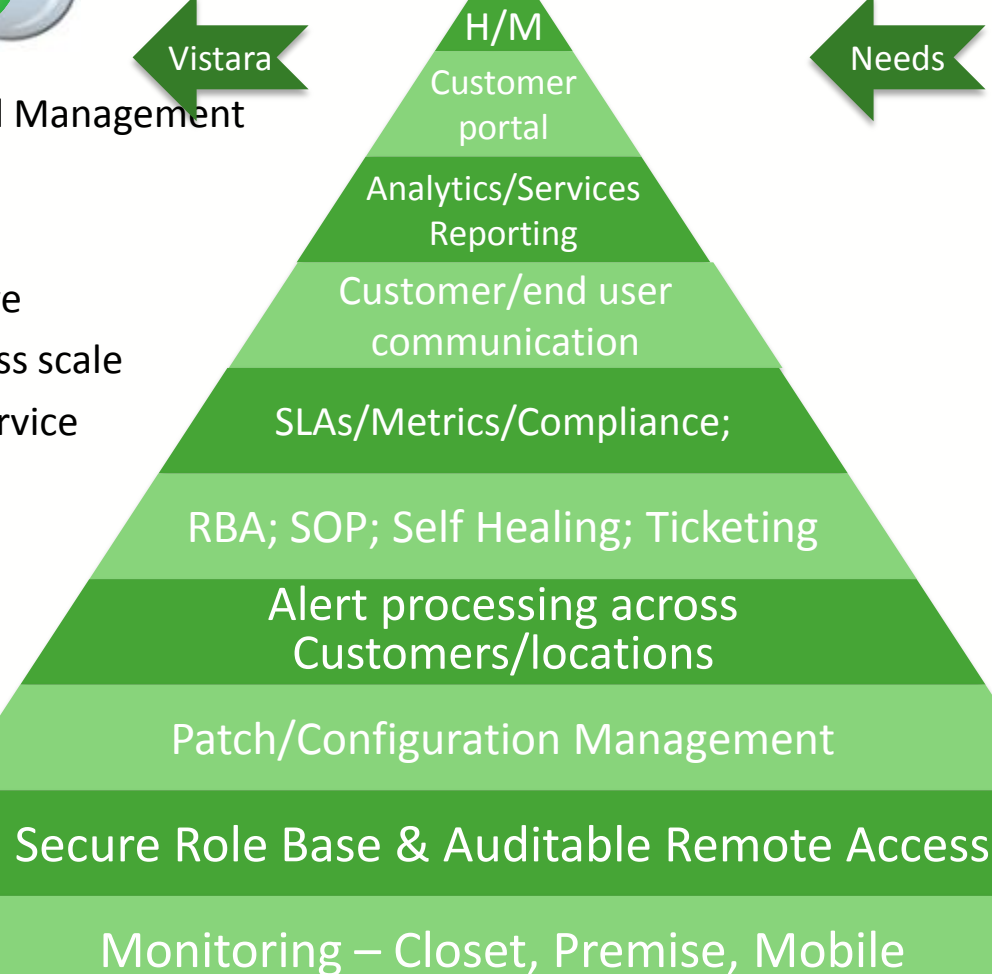 H/M
Vistara
Needs
Customer
portal
Management
Analytics/Services
Reporting
Customer/end user
communication
scale
SLAs/Metrics/Compliance;
RBA; SOP; Self Healing; Ticketing
Alert processing across
Customers/locations
Patch/Configuration Management
Secure Role Base & Auditable Remote Access
Monitoring – Closet, Premise, Mobile